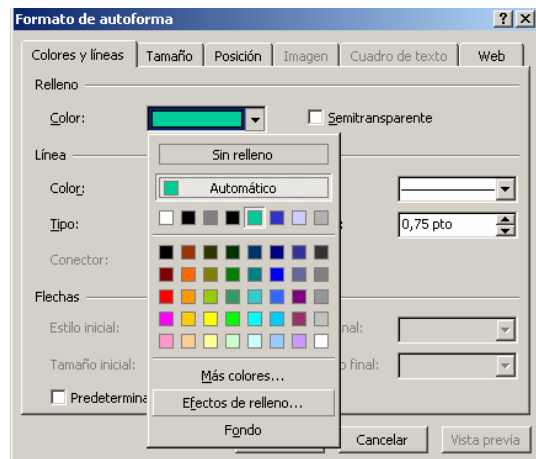 Formato de autoforma
Colores y líneas Tamaño Posición Imagen Cuadro de texto Web
Relleno
Color: Semitransparente
Línea Sin relleno
Color: Automático
Tipo: : 0,75 pto
Conector:
Flechas
Estilo inicial: nal:
Tamaño inicial: o final:
Más colores...
Predetermina Efectos de relleno...
Fondo
Cancelar Vista previa